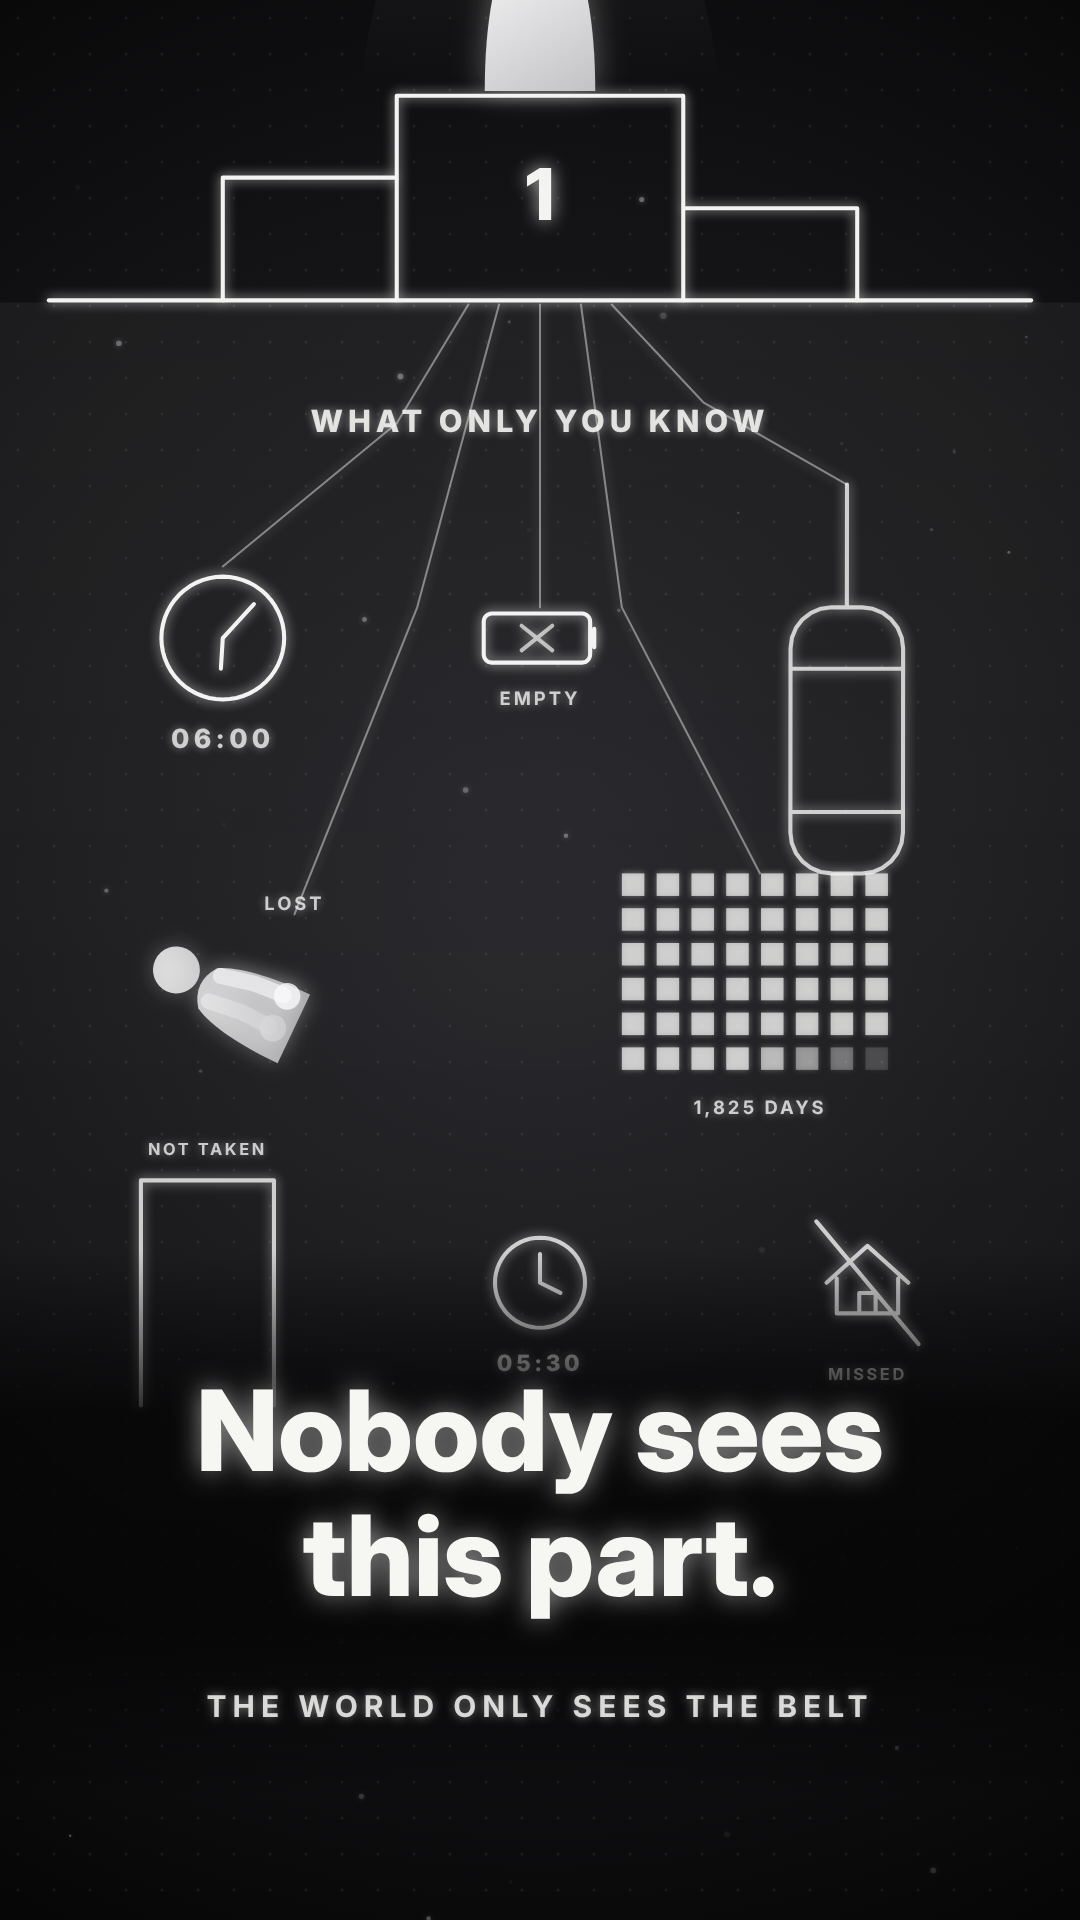 1
WHAT ONLY YOU KNOW
EMPTY
06:00
LOST
1,825 DAYS
NOT TAKEN
05:30
MISSED
Nobody sees
this part.
THE WORLD ONLY SEES THE BELT